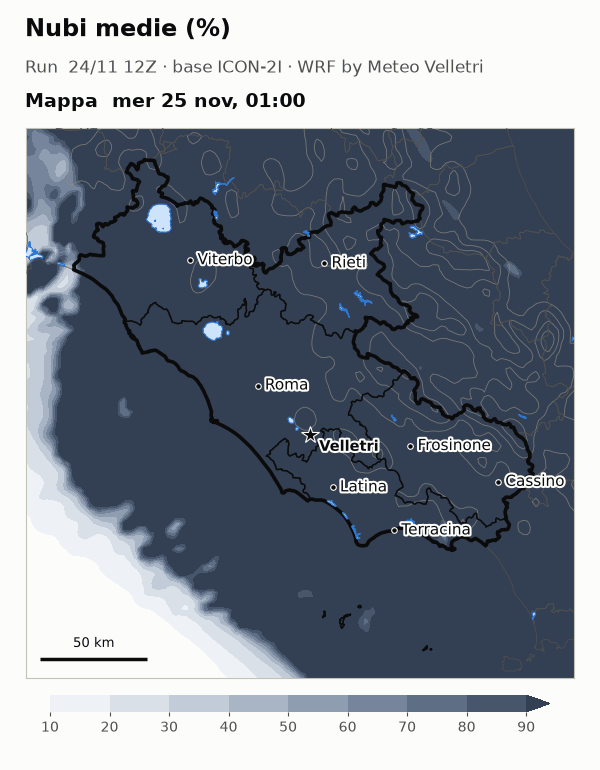 Nubi medie (%)
Run 24/11 12Z · base ICON-2I · WRF by Meteo Velletri
Mappa mer 25 nov, 01:00
Viterbo
Rieti
Roma
Velletri
Frosinone
Cassino
Latina
Terracina
50 km
10 20 30 40 50 60 70 80 90